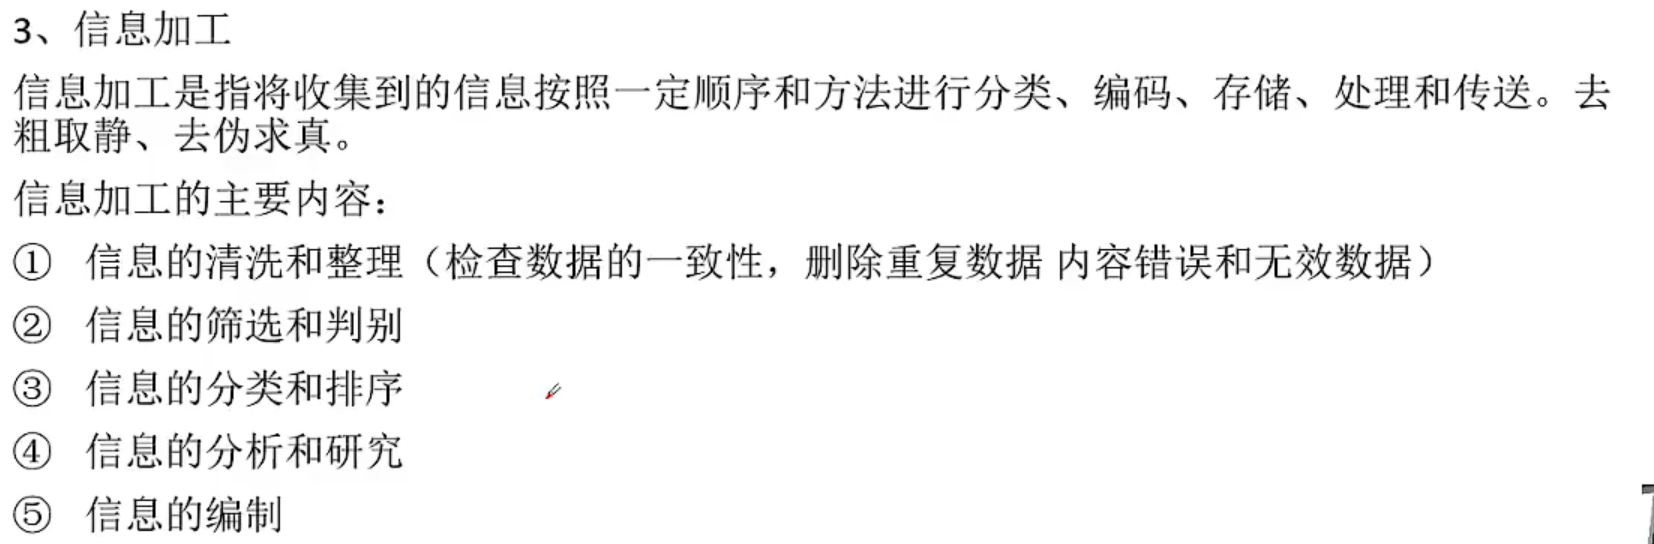 3、信息加工
信息加工是指将收集到的信息按照一定顺序和方法进行分类、编码、存储、处理和传送。去
粗取静、去伪求真。
信息加工的主要内容：
① 信息的清洗和整理（检查数据的一致性，删除重复数据 内容错误和无效数据）
② 信息的筛选和判别
③ 信息的分类和排序
④ 信息的分析和研究
⑤ 信息的编制